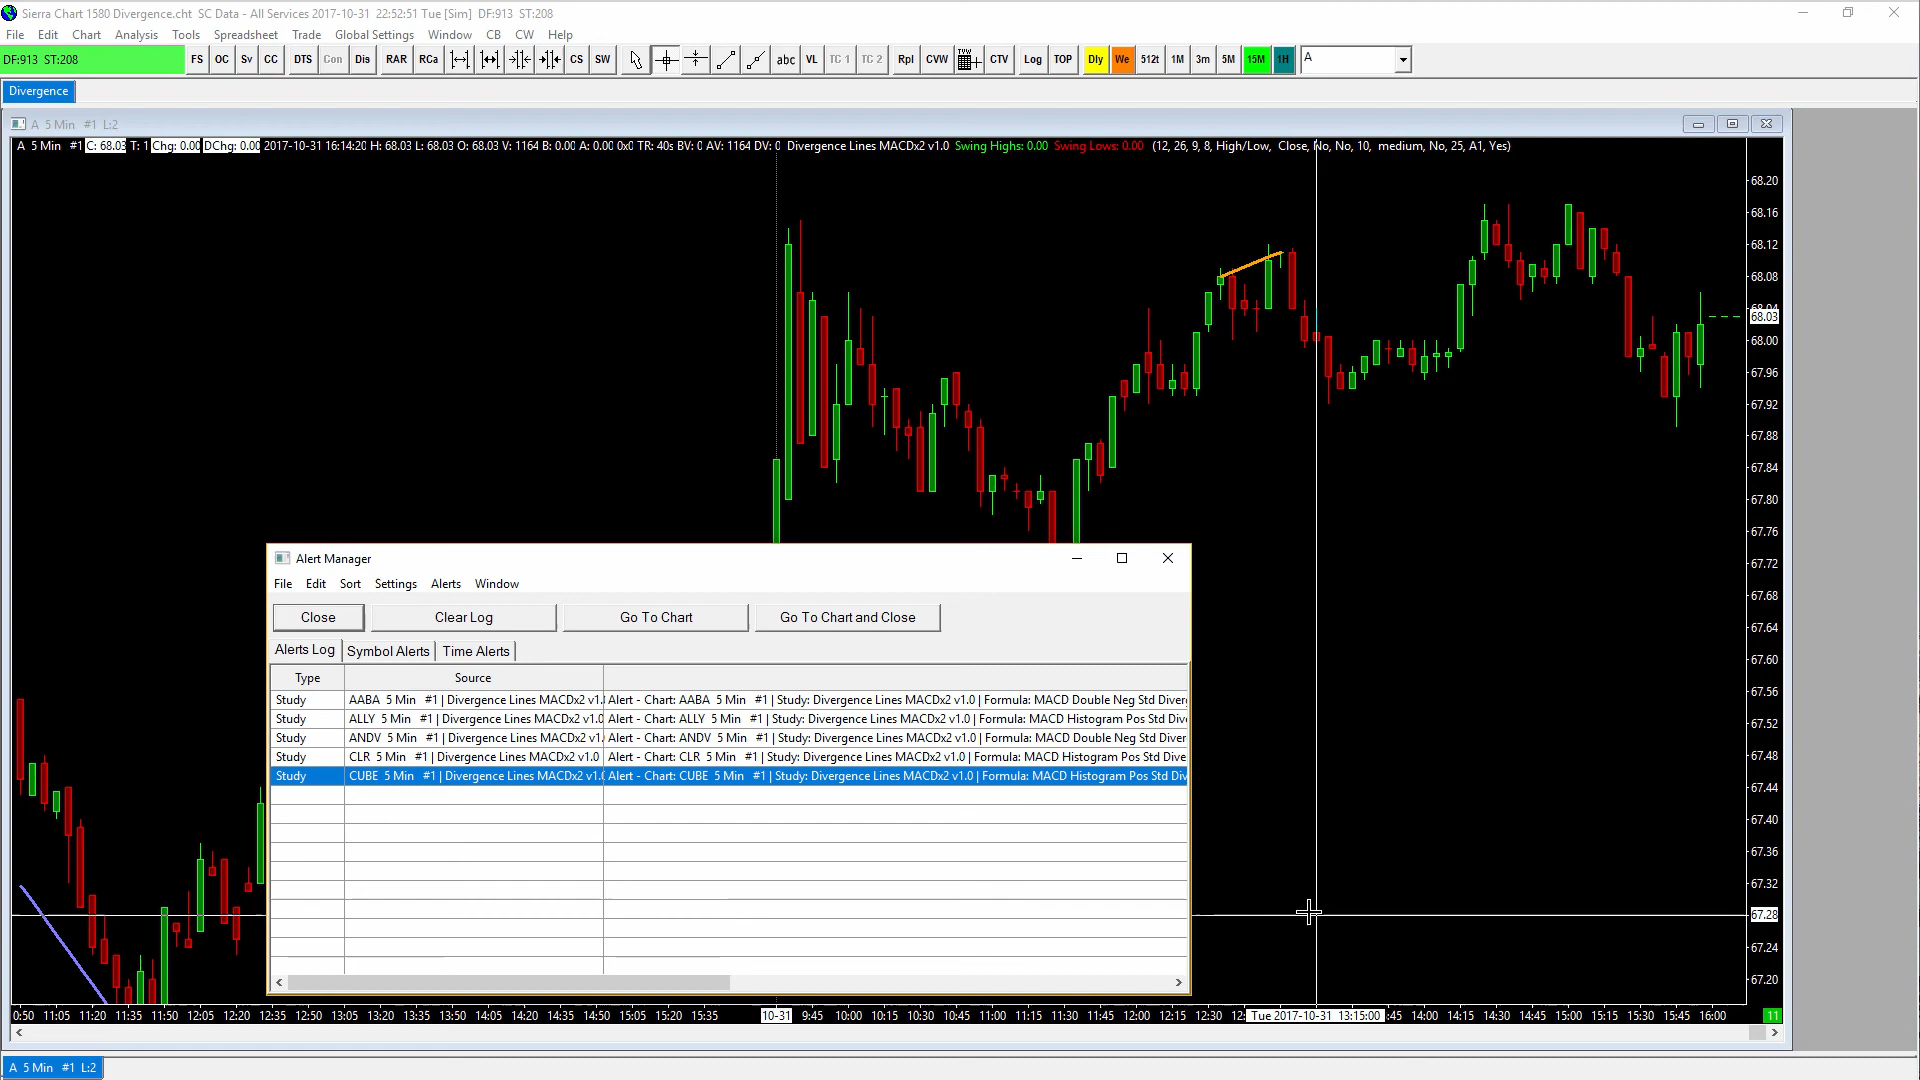 Sierra Chart 1580 Divergence.cht  SC Data - All Services 2017-10-31  22:52:51 Tue [Sim]  DF:913  ST:208
File Edit Chart Analysis Tools Spreadsheet Trade Global Settings Window CB CW Help
DF:913  ST:208 FS OC Sv CC DTS Con Dis RAR RCa CS SW abc VL TC 1 TC 2 Rpl CVW TVW CTV Log TOP Dly We 512t 1M 3m 5M 15M 1H A
Divergence
A  5 Min   #1  L:2
A  5 Min   #1 C: 68.03 T: 1 Chg: 0.00 DChg: 0.00 2017-10-31 16:14:20 H: 68.03 L: 68.03 O: 68.03 V: 1164 B: 0.00 A: 0.00 0x0 TR: 40s BV: 0 AV: 1164 DV: 0 Divergence Lines MACDx2 v1.0 Swing Highs: 0.00 Swing Lows: 0.00 (12, 26, 9, 8, High/Low,  Close, No, No, 10,  medium, No, 25, A1, Yes)
68.20
68.16
68.12
68.08
68.04
68.03
68.00
67.96
67.92
67.88
67.84
67.80
67.76
67.72
67.68
67.64
67.60
67.56
67.52
67.48
67.44
67.40
67.36
67.32
67.28
67.24
67.20
Alert Manager
File Edit Sort Settings Alerts Window
Close Clear Log Go To Chart Go To Chart and Close
Alerts Log Symbol Alerts Time Alerts
Type Source
Study AABA  5 Min   #1 | Divergence Lines MACDx2 v1. Alert - Chart: AABA  5 Min   #1 | Study: Divergence Lines MACDx2 v1.0 | Formula: MACD Double Neg Std Diver
Study ALLY  5 Min   #1 | Divergence Lines MACDx2 v1.0 Alert - Chart: ALLY  5 Min   #1 | Study: Divergence Lines MACDx2 v1.0 | Formula: MACD Histogram Pos Std Dive
Study ANDV  5 Min   #1 | Divergence Lines MACDx2 v1. Alert - Chart: ANDV  5 Min   #1 | Study: Divergence Lines MACDx2 v1.0 | Formula: MACD Double Neg Std Diver
Study CLR  5 Min   #1 | Divergence Lines MACDx2 v1.0 Alert - Chart: CLR  5 Min   #1 | Study: Divergence Lines MACDx2 v1.0 | Formula: MACD Histogram Pos Std Dive
Study CUBE  5 Min   #1 | Divergence Lines MACDx2 v1. Alert - Chart: CUBE  5 Min   #1 | Study: Divergence Lines MACDx2 v1.0 | Formula: MACD Histogram Pos Std Div
0:50 11:05 11:20 11:35 11:50 12:05 12:20 12:35 12:50 13:05 13:20 13:35 13:50 14:05 14:20 14:35 14:50 15:05 15:20 15:35 10-31 9:45 10:00 10:15 10:30 10:45 11:00 11:15 11:30 11:45 12:00 12:15 12:30 12: Tue 2017-10-31  13:15:00 :45 14:00 14:15 14:30 14:45 15:00 15:15 15:30 15:45 16:00 11
A  5 Min   #1  L:2